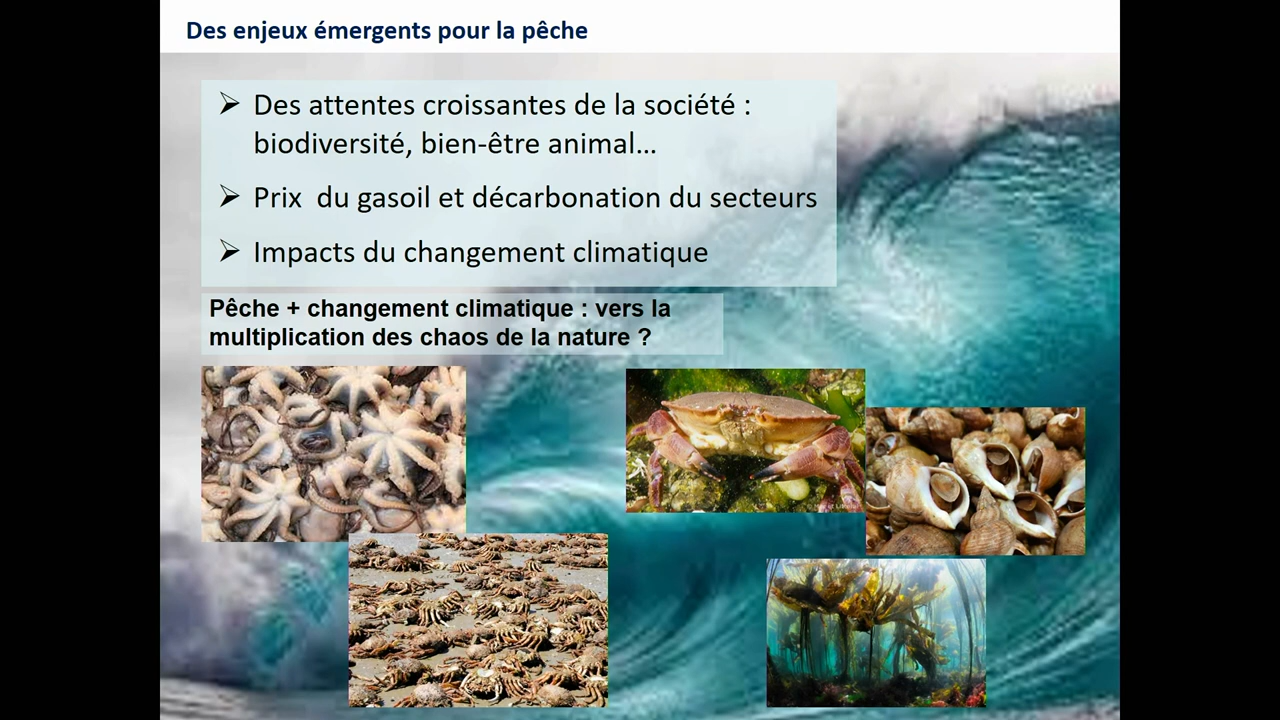 Des enjeux émergents pour la pêche
➢ Des attentes croissantes de la société :
biodiversité, bien-être animal…
➢ Prix  du gasoil et décarbonation du secteurs
➢ Impacts du changement climatique
Pêche + changement climatique : vers la
multiplication des chaos de la nature ?